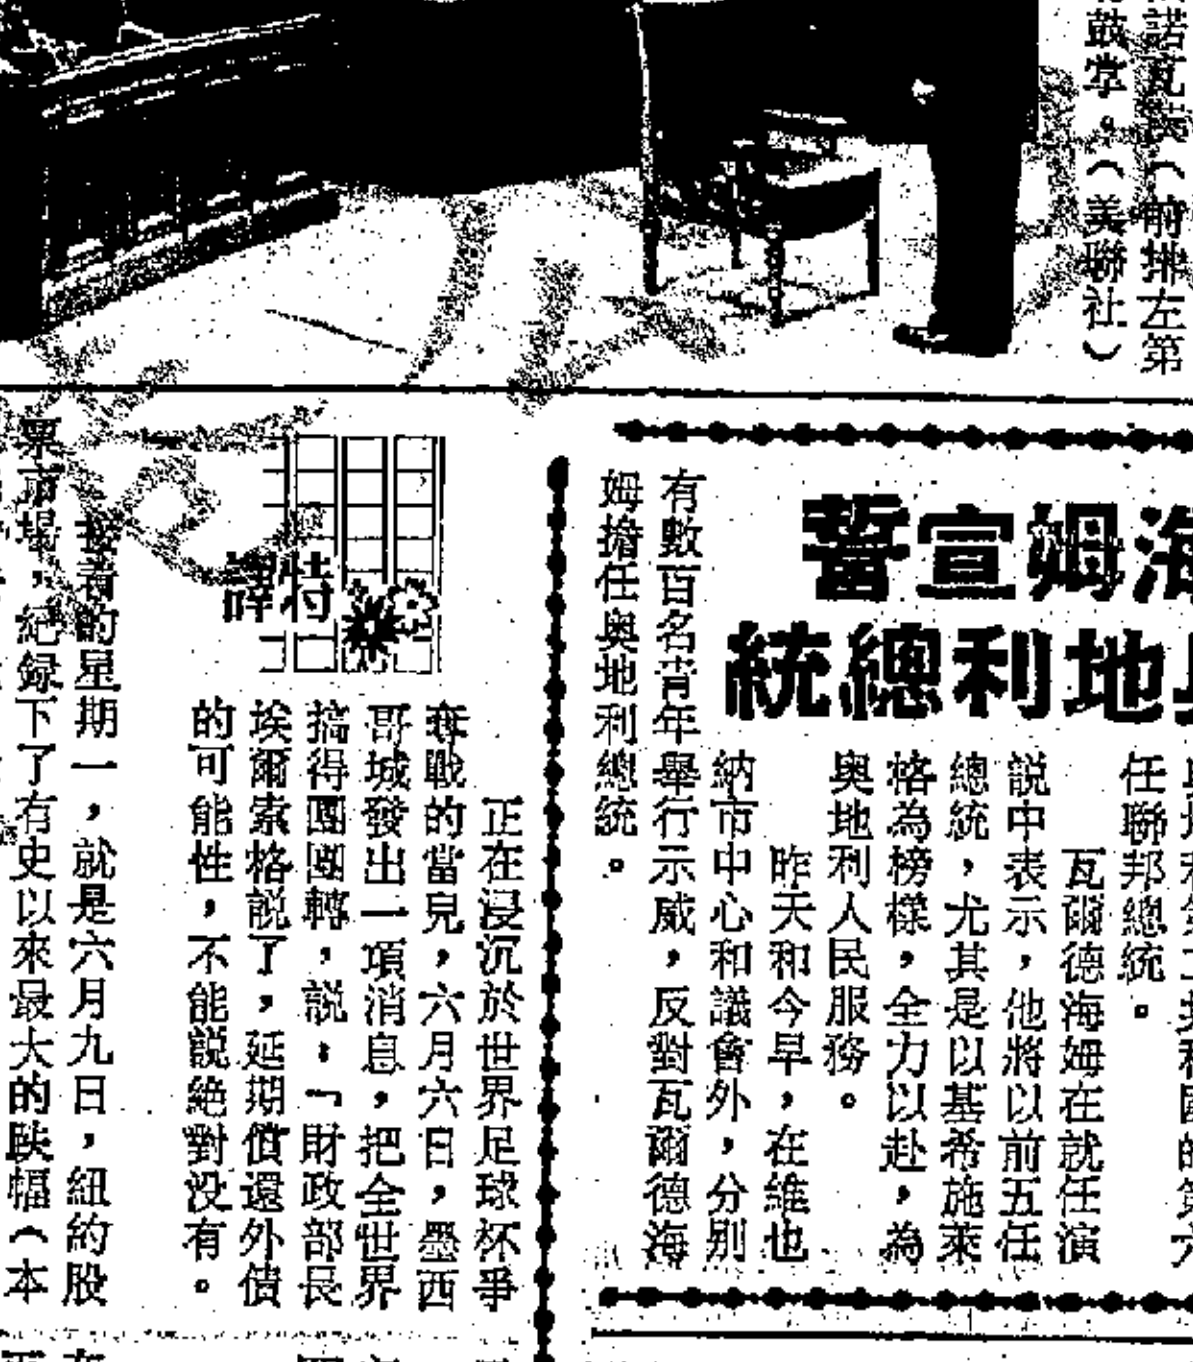 諾瓦茨（前排左第
鼓掌。（美聯社）
海姆宣誓
地利總統
任聯邦總統。
瓦爾德海姆在就任演
説中表示，他將以前五任
總統，尤其是以基希施萊
格為榜樣，全力以赴，為
奧地利人民服務。
昨天和今早，在維也
納市中心和議會外，分別
有數百名青年舉行示威，反對瓦爾德海
姆擔任奧地利總統。
特譯
正在浸沉於世界足球杯爭
奪戰的當兒，六月六日，墨西
哥城發出一項消息，把全世界
搞得團團轉，説：「財政部長
埃爾索格説了，延期償還外債
的可能性，不能説絶對没有。
接着的星期一，就是六月九日，紐約股
票市場，紀録下了有史以來最大的跌幅（本